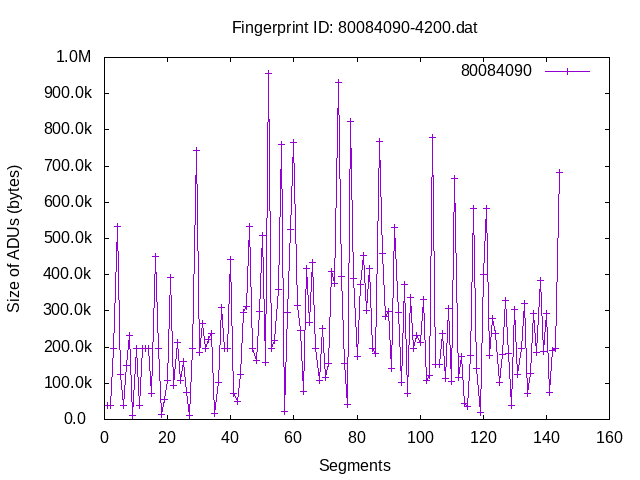 Fingerprint ID: 80084090-4200.dat
80084090
1.0M
900.0k
800.0k
700.0k
600.0k
500.0k
400.0k
300.0k
200.0k
100.0k
0.0
Size of ADUs (bytes)
0 20 40 60 80 100 120 140 160
Segments